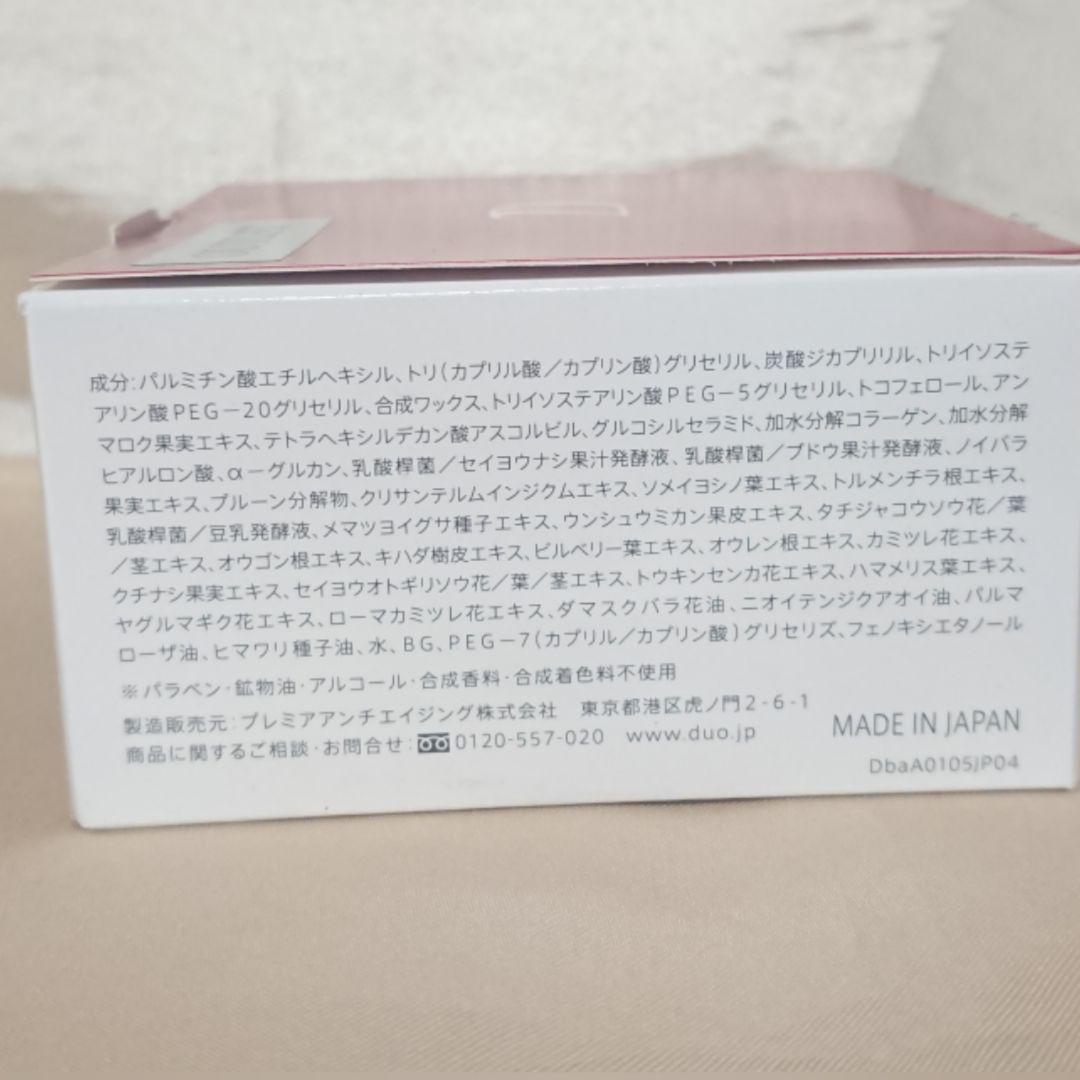 成分:パルミチン酸エチルヘキシル、トリ(カプリル酸/カプリン酸)グリセリル、炭酸ジカプリリル、トリイソステ
アリン酸PEG－20グリセリル、合成ワックス、トリイソステアリン酸PEG－5グリセリル、トコフェロール、アン
マロク果実エキス、テトラヘキシルデカン酸アスコルビル、グルコシルセラミド、加水分解コラーゲン、加水分解
ヒアルロン酸、α－グルカン、乳酸桿菌/セイヨウナシ果汁発酵液、乳酸桿菌/ブドウ果汁発酵液、ノイバラ
果実エキス、プルーン分解物、クリサンテルムインジクムエキス、ソメイヨシノ葉エキス、トルメンチラ根エキス、
乳酸桿菌/豆乳発酵液、メマツヨイグサ種子エキス、ウンシュウミカン果皮エキス、タチジャコウソウ花/葉
/茎エキス、オウゴン根エキス、キハダ樹皮エキス、ビルベリー葉エキス、オウレン根エキス、カミツレ花エキス、
クチナシ果実エキス、セイヨウオトギリソウ花/葉/茎エキス、トウキンセンカ花エキス、ハマメリス葉エキス、
ヤグルマギク花エキス、ローマカミツレ花エキス、ダマスクバラ花油、ニオイテンジクアオイ油、パルマ
ローザ油、ヒマワリ種子油、水、BG、PEG－7(カプリル/カプリン酸)グリセリズ、フェノキシエタノール
※パラベン・鉱物油・アルコール・合成香料・合成着色料不使用
製造販売元:プレミアアンチエイジング株式会社 東京都港区虎ノ門2-6-1
商品に関するご相談・お問合せ:0120-557-020 www.duo.jp
MADE IN JAPAN
DbaA0105JP04